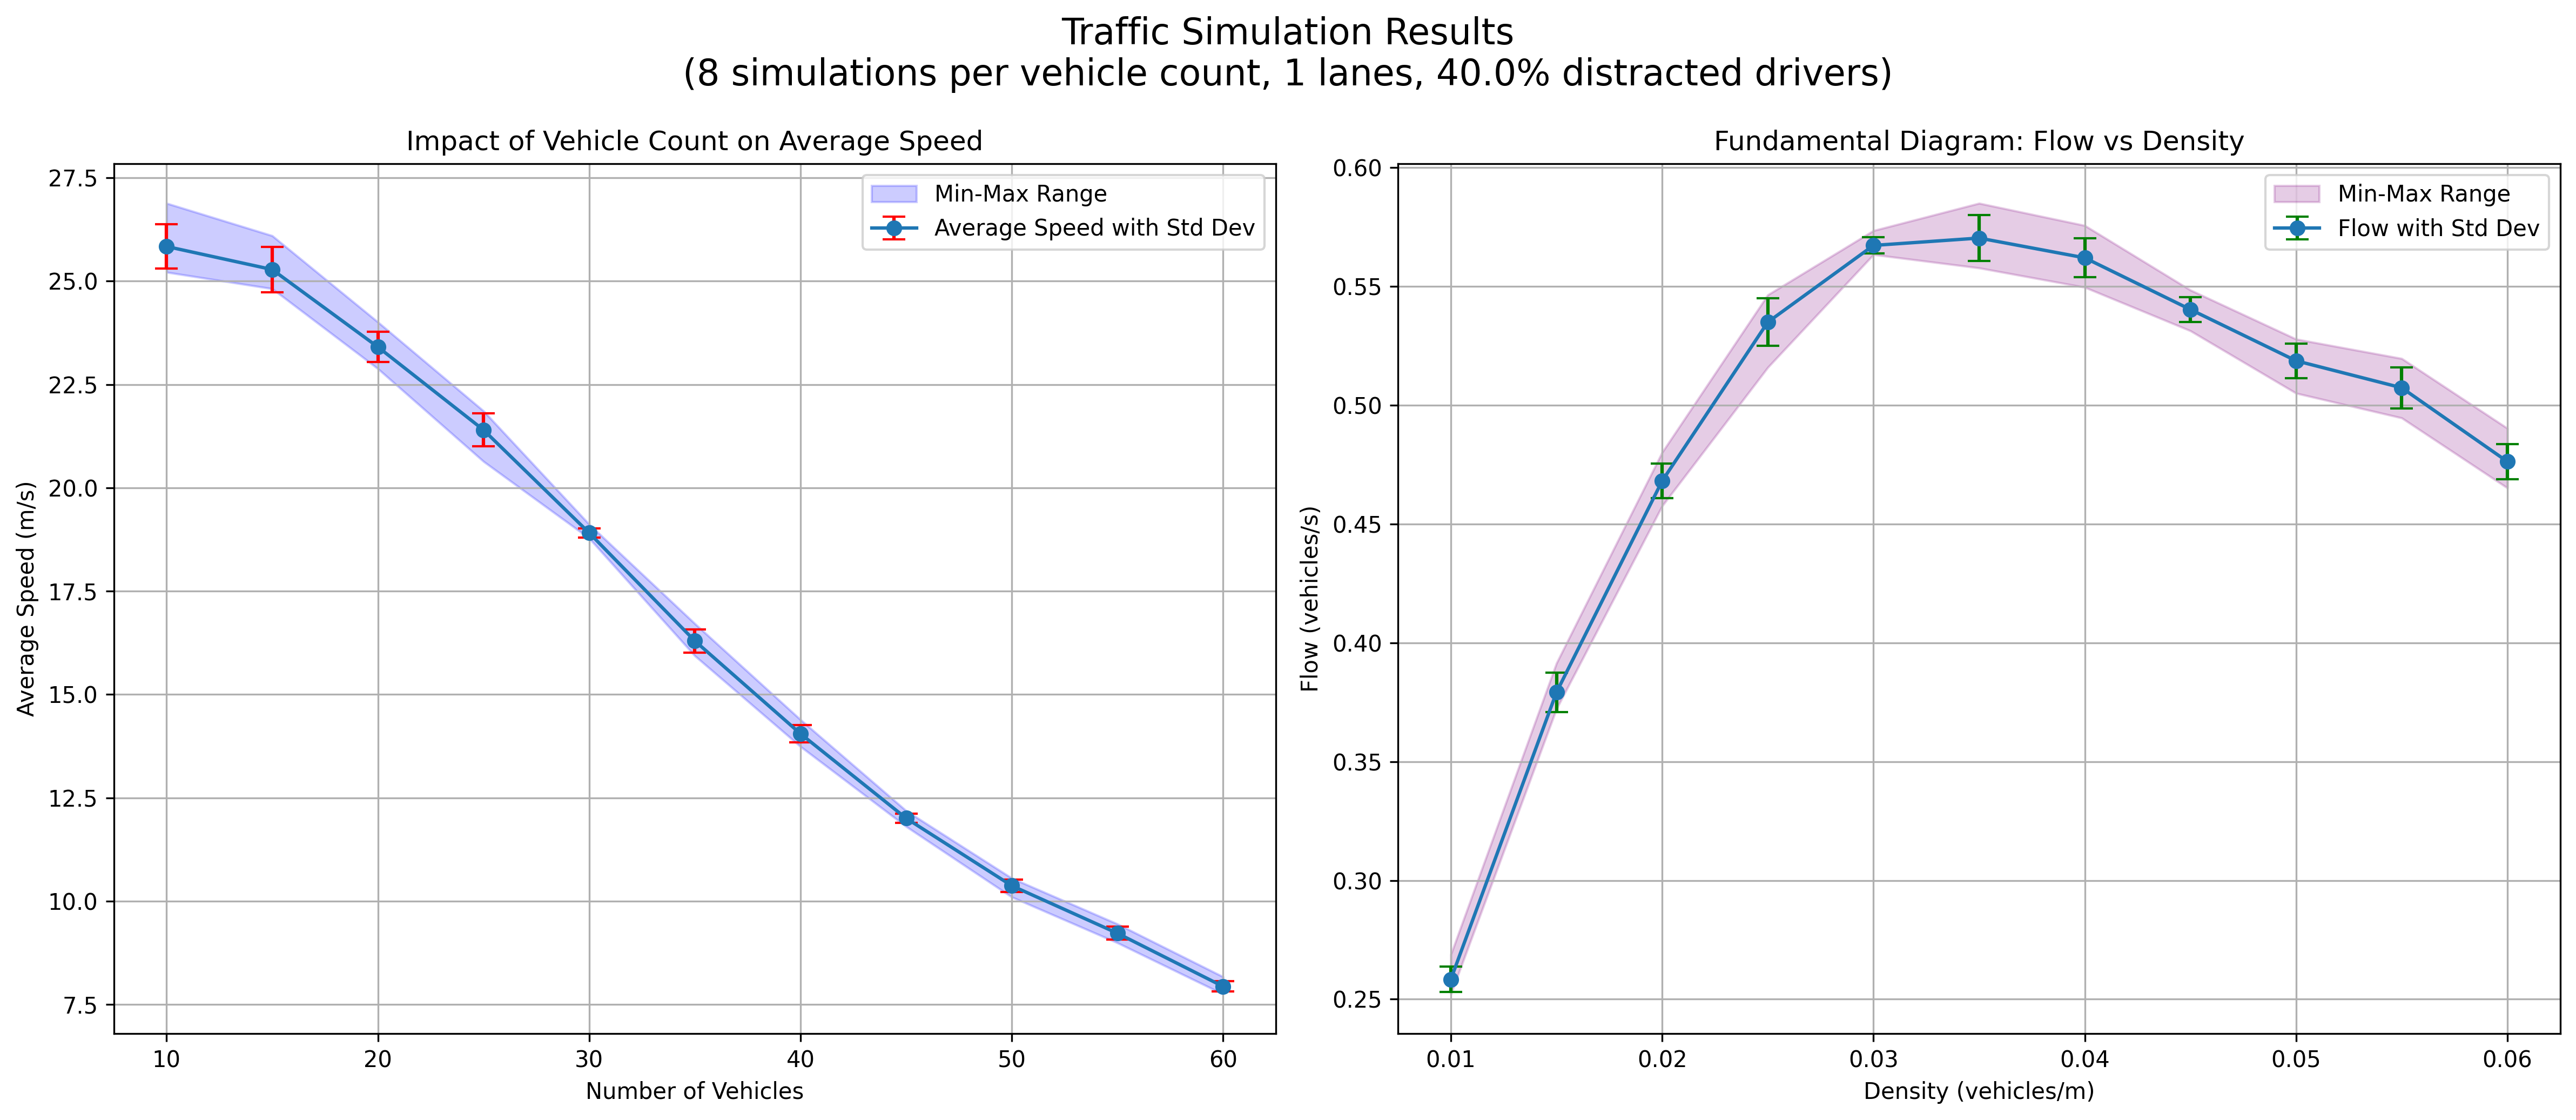 Traffic Simulation Results
(8 simulations per vehicle count, 1 lanes, 40.0% distracted drivers)
Impact of Vehicle Count on Average Speed
Min-Max Range
Average Speed with Std Dev
27.5
25.0
22.5
20.0
17.5
15.0
12.5
10.0
7.5
Average Speed (m/s)
10 20 30 40 50 60
Number of Vehicles
Fundamental Diagram: Flow vs Density
Min-Max Range
Flow with Std Dev
0.60
0.55
0.50
0.45
0.40
0.35
0.30
0.25
Flow (vehicles/s)
0.01 0.02 0.03 0.04 0.05 0.06
Density (vehicles/m)